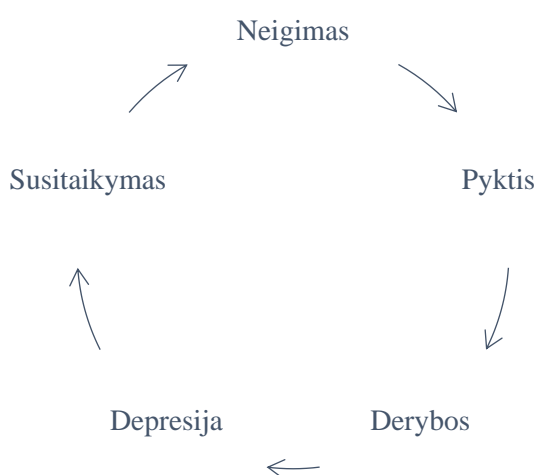 Neigimas
Pyktis
Derybos
Depresija
Susitaikymas